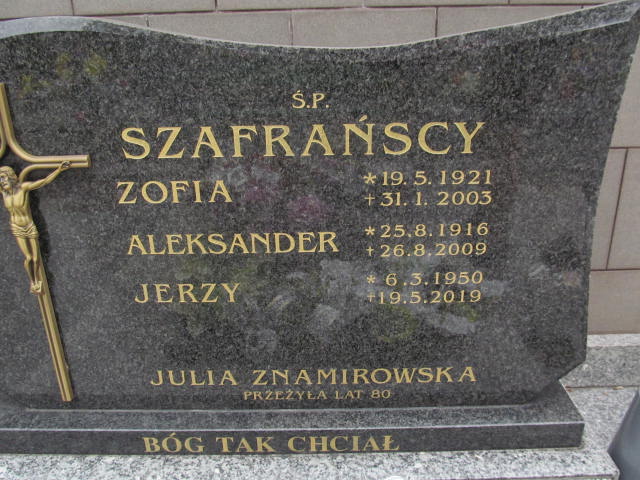 Ś.P.
SZAFRAŃSCY
ZOFIA *19.5.1921
+31.1.2003
ALEKSANDER *25.8.1916
+26.8.2009
JERZY *6.3.1950
+19.5.2019
JULIA ZNAMIROWSKA
PRZEŻYŁA LAT 80
BÓG TAK CHCIAŁ